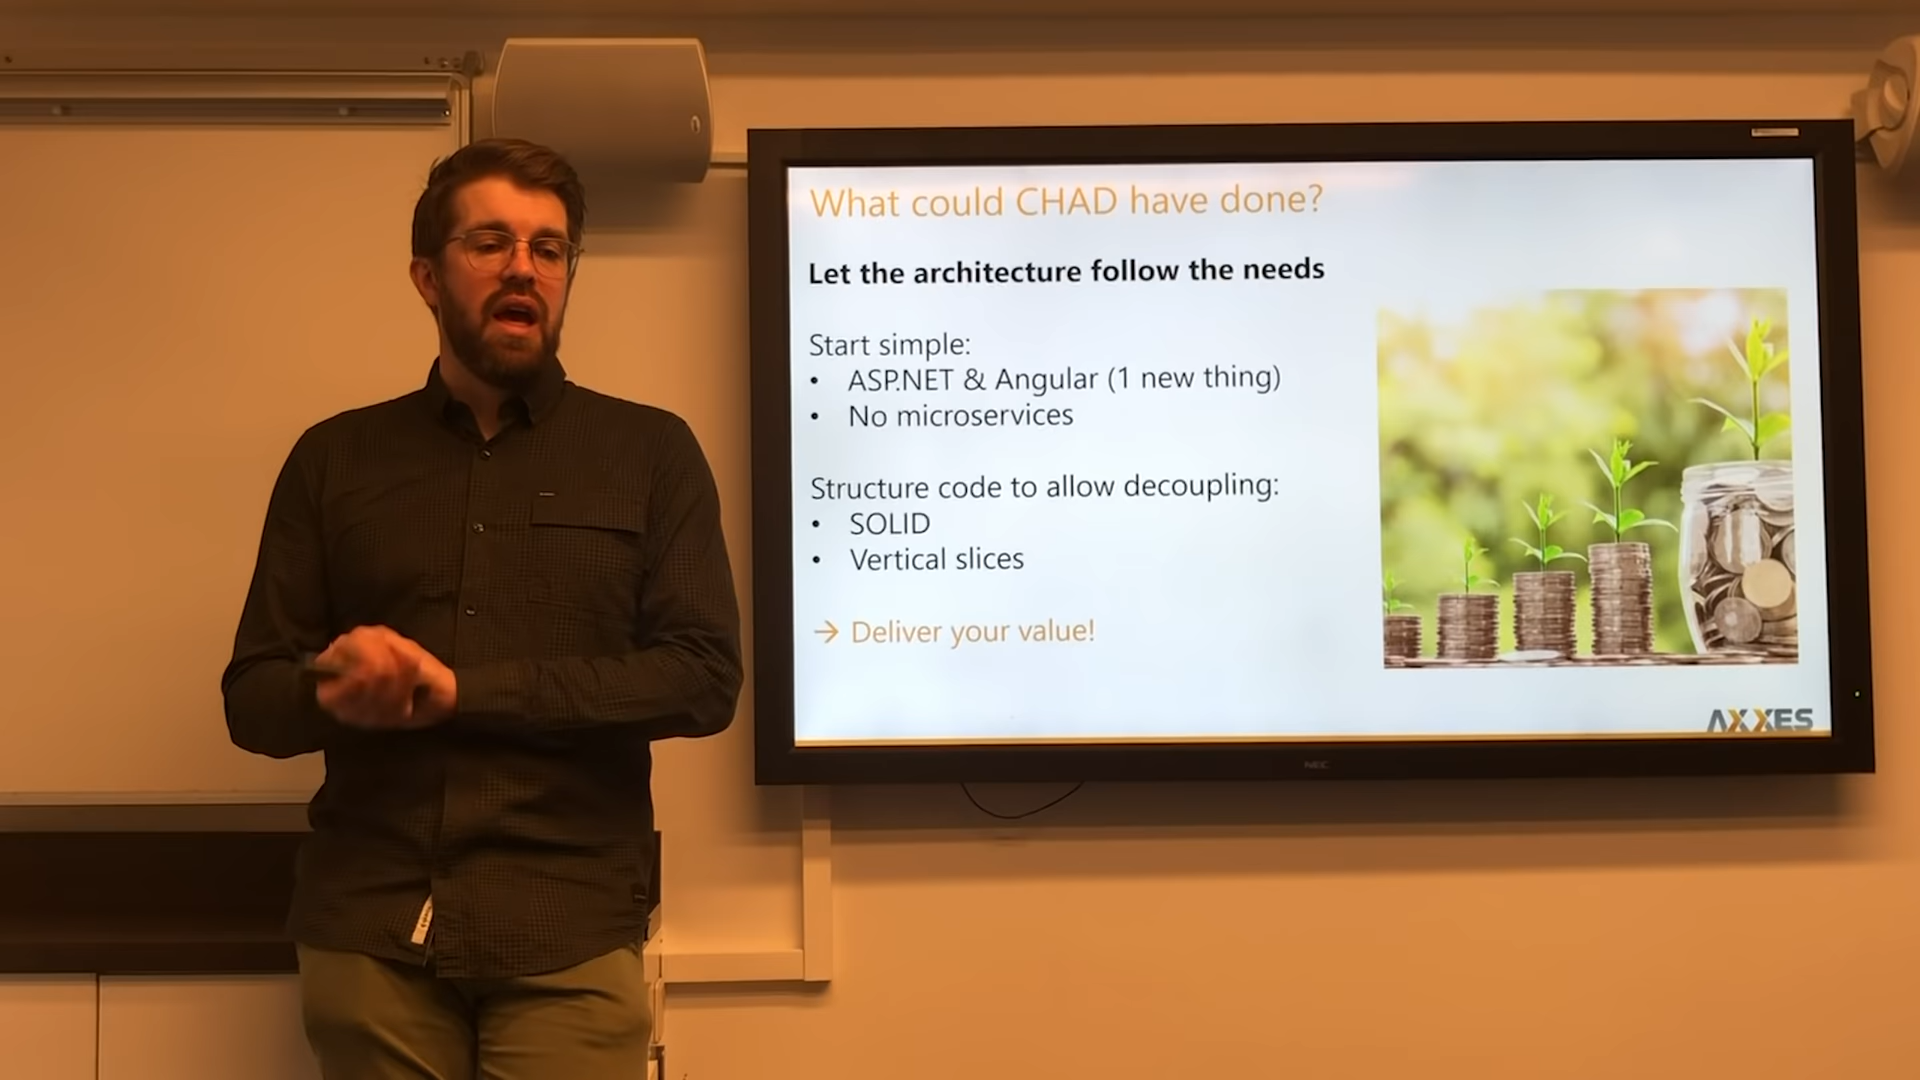 What could CHAD have done?
Let the architecture follow the needs
Start simple:
• ASP.NET & Angular (1 new thing)
• No microservices
Structure code to allow decoupling:
• SOLID
• Vertical slices
→ Deliver your value!
AXXES
NEC